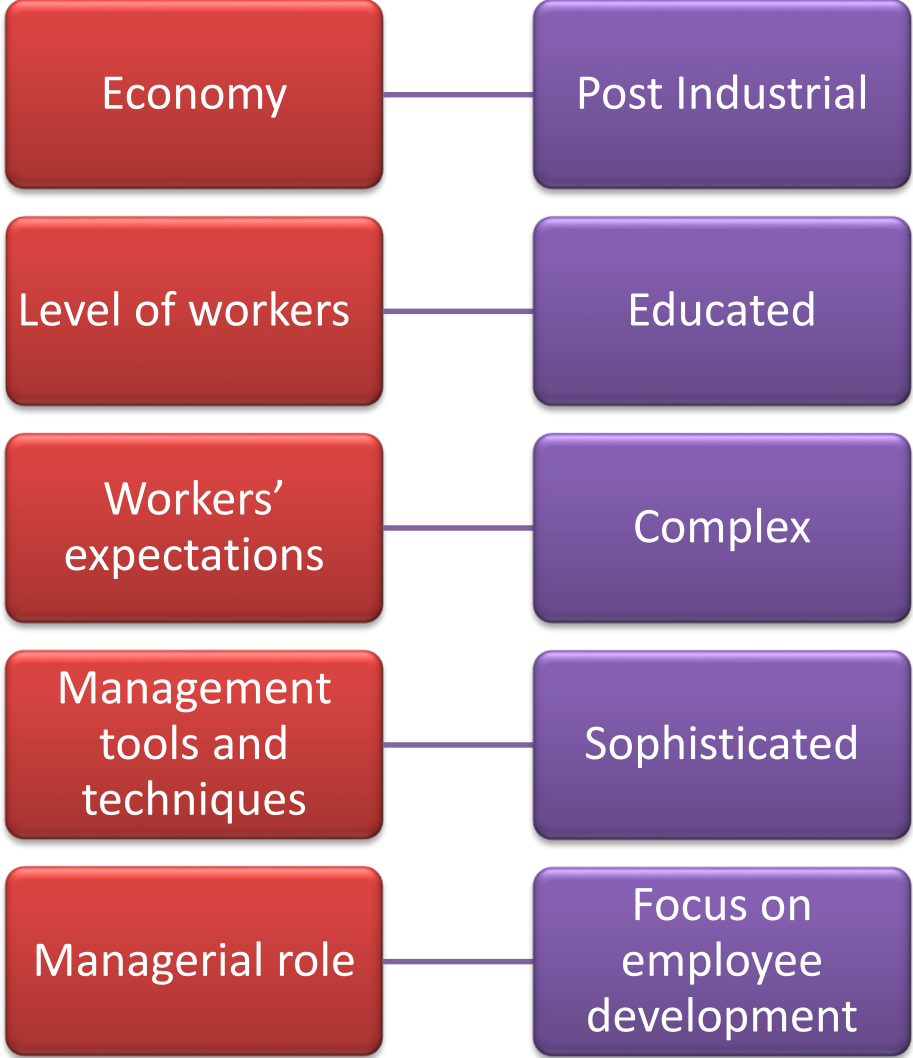 Economy
Post Industrial
Level of workers
Educated
Workers’
expectations
Complex
Management
tools and
techniques
Sophisticated
Managerial role
Focus on
employee
development